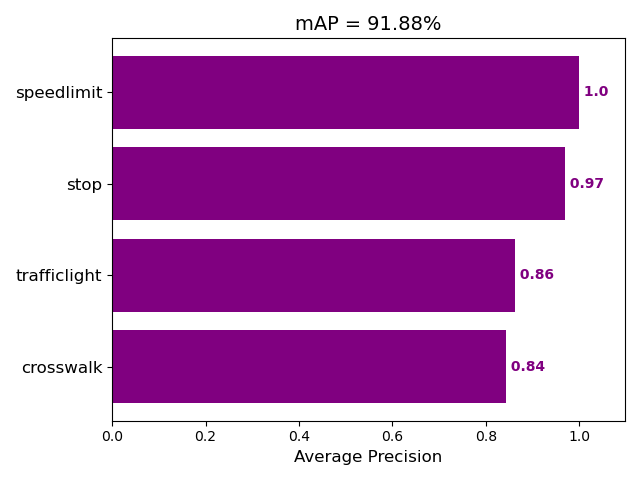 mAP = 91.88%
speedlimit 1.0
stop 0.97
trafficlight 0.86
crosswalk 0.84
0.0 0.2 0.4 0.6 0.8 1.0
Average Precision